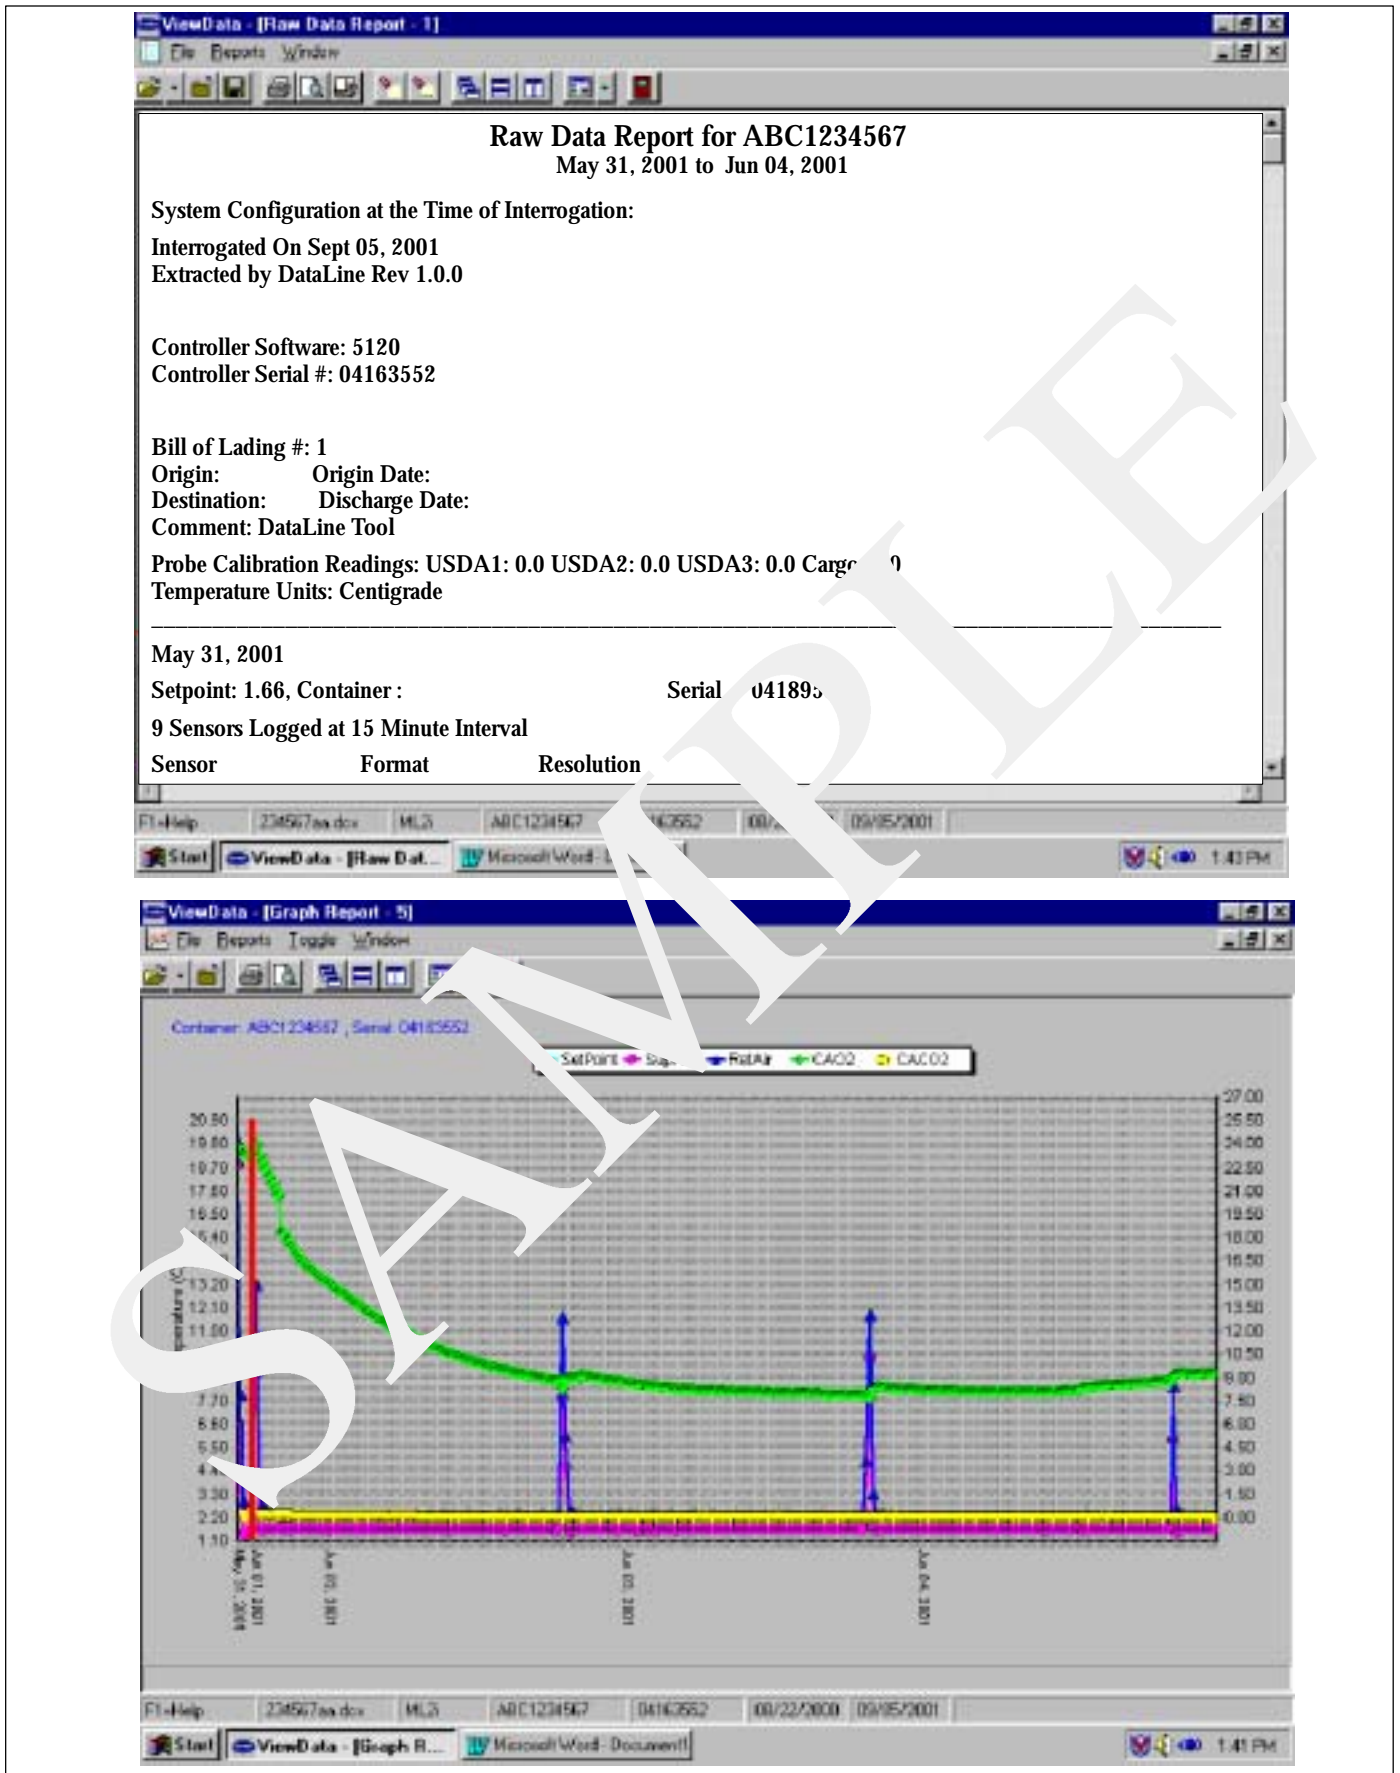 ViewData - [Raw Data Report - 1]
File Reports Window
Raw Data Report for ABC1234567
May 31, 2001 to Jun 04, 2001
System Configuration at the Time of Interrogation:
Interrogated On Sept 05, 2001
Extracted by DataLine Rev 1.0.0
Controller Software: 5120
Controller Serial #: 04163552
Bill of Lading #: 1
Origin: Origin Date:
Destination: Discharge Date:
Comment: DataLine Tool
Probe Calibration Readings: USDA1: 0.0 USDA2: 0.0 USDA3: 0.0
Temperature Units: Centigrade
May 31, 2001
Setpoint: 1.66, Container : Serial
9 Sensors Logged at 15 Minute Interval
Sensor Format Resolution
F1=Help 234567aa.dcx ML2i ABC1234567 09/05/2001
Start ViewData - [Raw Dat... Microsoft Word - 1:43 PM
SAMPLE
ViewData - [Graph Report - 5]
File Reports Toggle Window
Container: ABC1234567 , Serial: 04163552
SetPoint RetAir CAO2 CACO2
27.00
20.90 25.50
19.80 24.00
22.50
17.60 21.00
16.50 19.50
18.00
16.50
13.20 15.00
12.10 13.50
11.00 12.00
10.50
9.00
7.70 7.50
6.60 6.00
5.50 4.50
3.00
3.30 1.50
2.20 0.00
1.10
May 31, 2001
Jun 01, 2001
Jun 02, 2001
Jun 03, 2001
Jun 04, 2001
F1=Help 234567aa.dcx ML2i ABC1234567 04163552 08/22/2000 09/05/2001
Start ViewData - [Graph R... Microsoft Word - Document1 1:41 PM